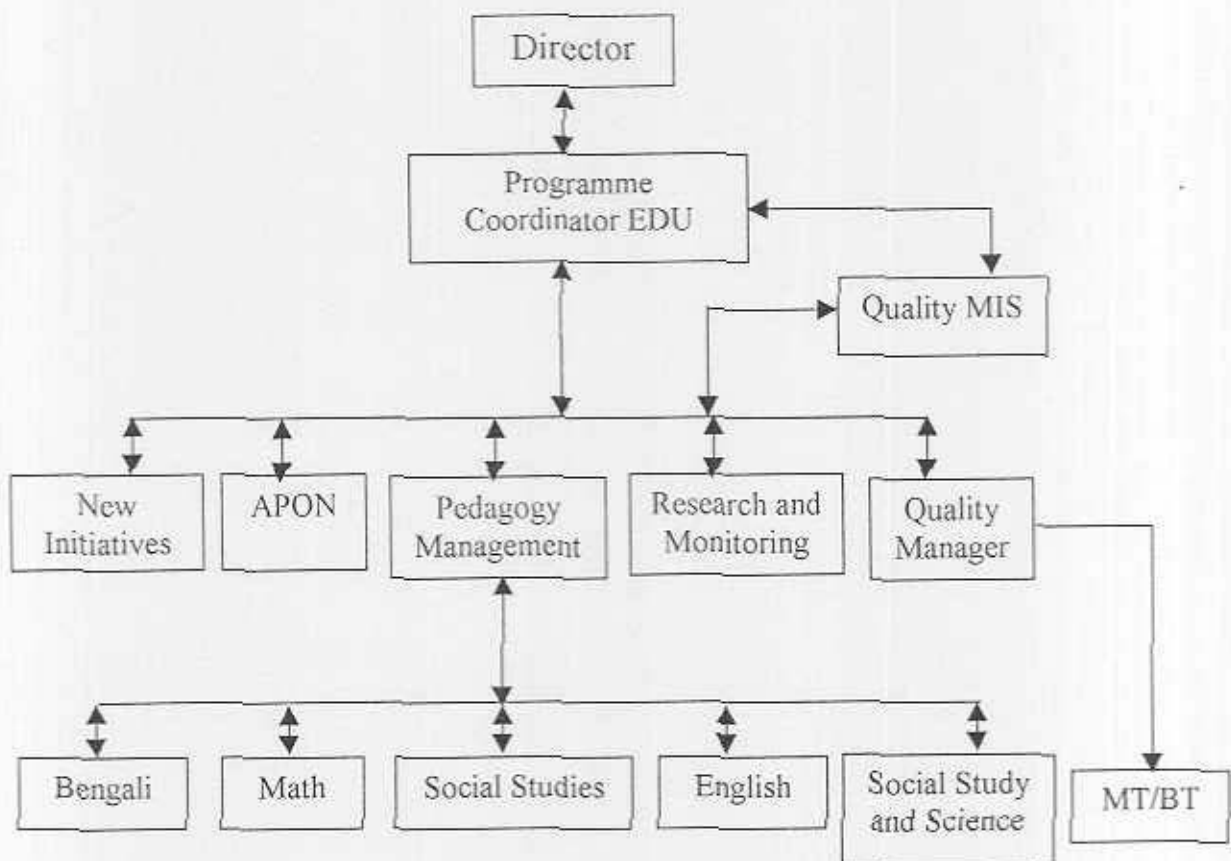 Director
Programme
Coordinator EDU
Quality MIS
New
Initiatives
APON
Pedagogy
Management
Research and
Monitoring
Quality
Manager
Bengali
Math
Social Studies
English
Social Study
and Science
MT/BT